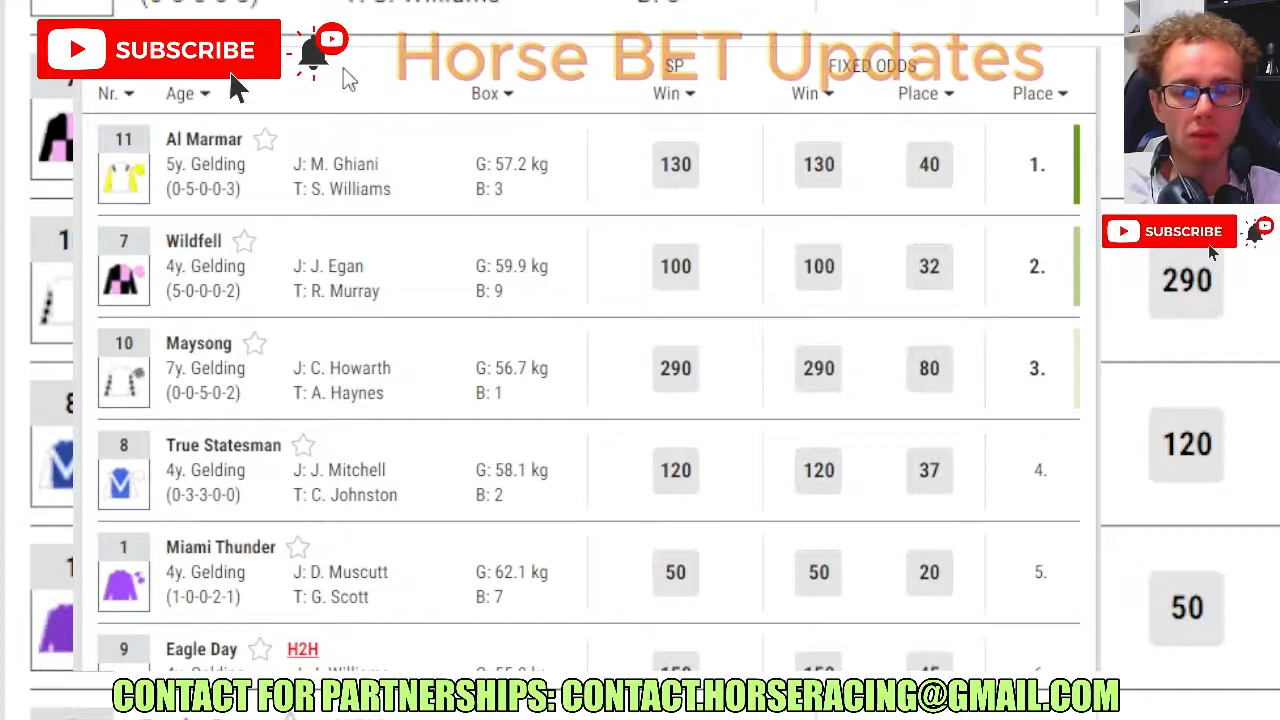 SUBSCRIBE
Horse BET Updates
SP FIXED ODDS
Nr. Age Box Win Win Place Place
11 Al Marmar
5y. Gelding J: M. Ghiani G: 57.2 kg 130 130 40 1.
(0-5-0-0-3) T: S. Williams B: 3
7 Wildfell
4y. Gelding J: J. Egan G: 59.9 kg 100 100 32 2.
(5-0-0-0-2) T: R. Murray B: 9
10 Maysong
7y. Gelding J: C. Howarth G: 56.7 kg 290 290 80 3.
(0-0-5-0-2) T: A. Haynes B: 1
8 True Statesman
4y. Gelding J: J. Mitchell G: 58.1 kg 120 120 37 4.
(0-3-3-0-0) T: C. Johnston B: 2
1 Miami Thunder
4y. Gelding J: D. Muscutt G: 62.1 kg 50 50 20 5.
(1-0-0-2-1) T: G. Scott B: 7
9 Eagle Day H2H
SUBSCRIBE
290
120
50
CONTACT FOR PARTNERSHIPS: CONTACT.HORSERACING@GMAIL.COM